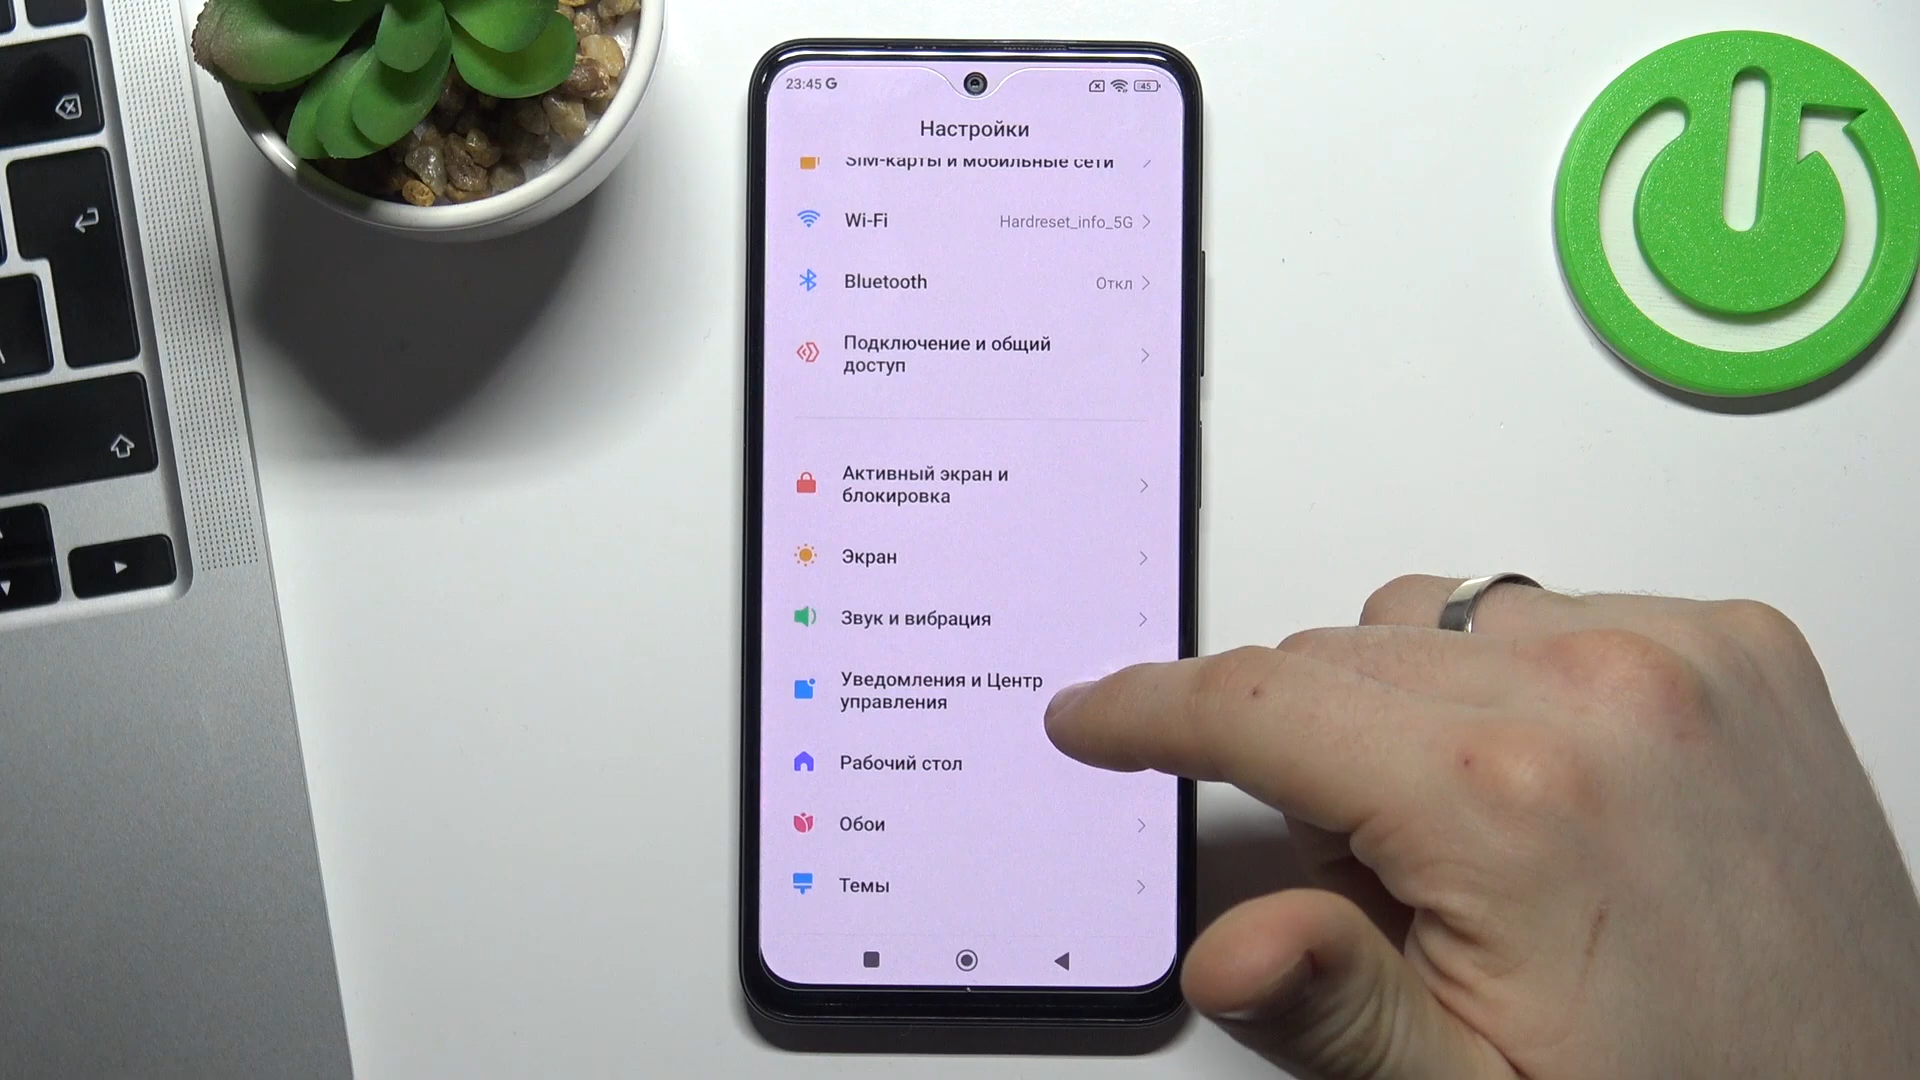 23:45 G
45
Настройки
SIM-карты и мобильные сети
Wi-Fi
Hardreset_info_5G
Bluetooth
Откл
Подключение и общий
доступ
Активный экран и
блокировка
Экран
Звук и вибрация
Уведомления и Центр
управления
Рабочий стол
Обои
Темы